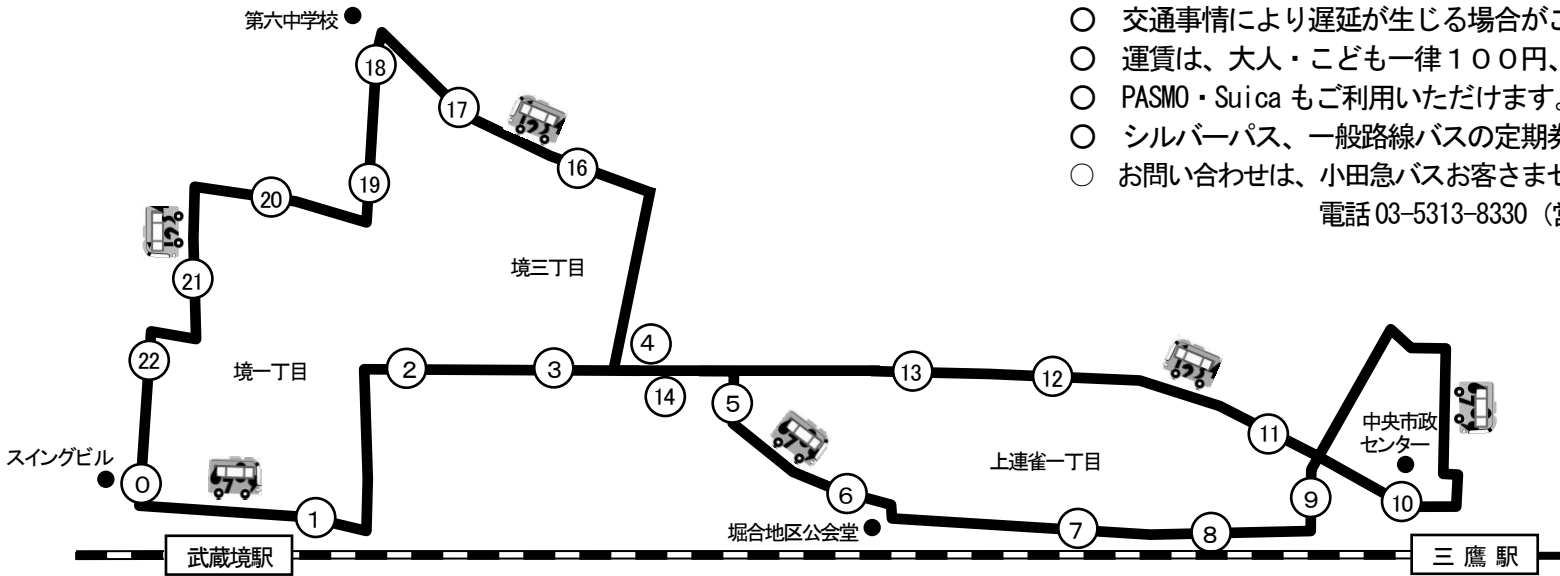 ○ 交通事情により遅延が生じる場合がご
○ 運賃は、大人・こども一律１００円、
○ PASMO・Suica もご利用いただけます。
○ シルバーパス、一般路線バスの定期券
○ お問い合わせは、小田急バスお客さませ
電話 03-5313-8330（営
第六中学校
18
17
16
19
20
21
境三丁目
22
境一丁目
2
3
4
14
5
13
12
11
中央市政
センター
10
上連雀一丁目
9
スイングビル
0
1
6
堀合地区公会堂
7
8
武蔵境駅
三鷹駅